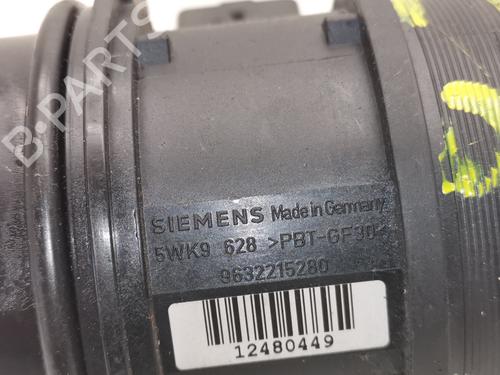 B-PARTS
SIEMENS Made in Germany
5WK9 628 >PBT-GF30<
9632215280
12480449